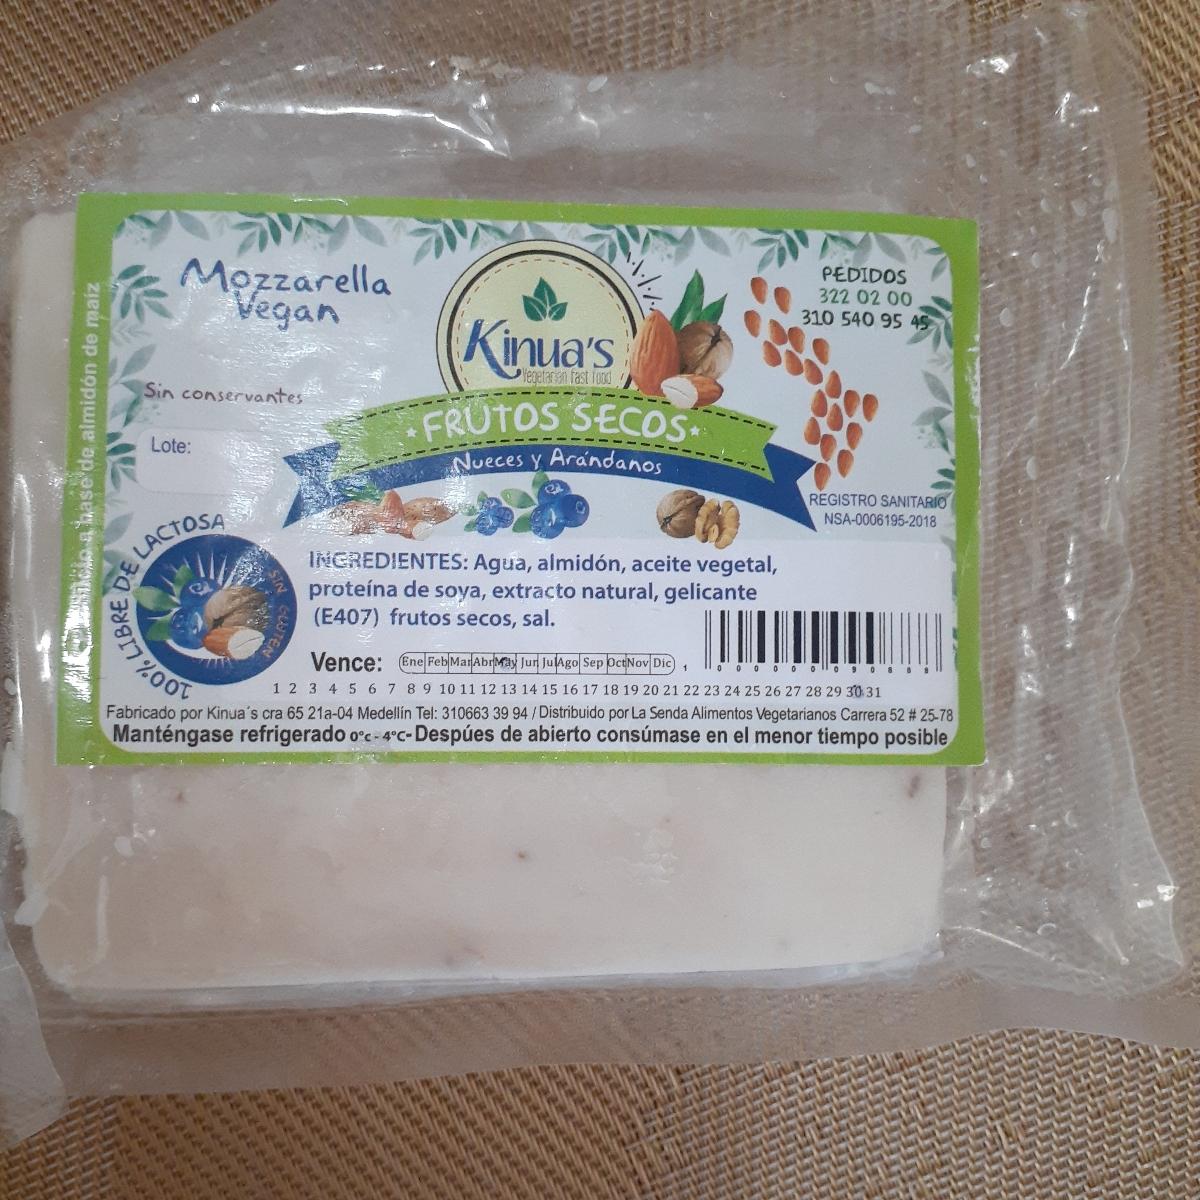 Mozzarella
Vegan
Kinua's
Vegetarian Fast Food
PEDIDOS
322 02 00
310 540 95 45
Sin conservantes
FRUTOS SECOS
Nueces y Arándanos
Lote:
REGISTRO SANITARIO
NSA-0006195-2018
a base de almidón de maíz
100% LIBRE DE LACTOSA
SIN GLUTEN
INGREDIENTES: Agua, almidón, aceite vegetal,
proteína de soya, extracto natural, gelicante
(E407) frutos secos, sal.
Vence: Ene Feb Mar Abr May Jun Jul Ago Sep Oct Nov Dic
1 2 3 4 5 6 7 8 9 10 11 12 13 14 15 16 17 18 19 20 21 22 23 24 25 26 27 28 29 30 31
Fabricado por Kinua´s cra 65 21a-04 Medellín Tel: 310663 39 94 / Distribuido por La Senda Alimentos Vegetarianos Carrera 52 # 25-78
Manténgase refrigerado 0°c - 4°C- Despúes de abierto consúmase en el menor tiempo posible